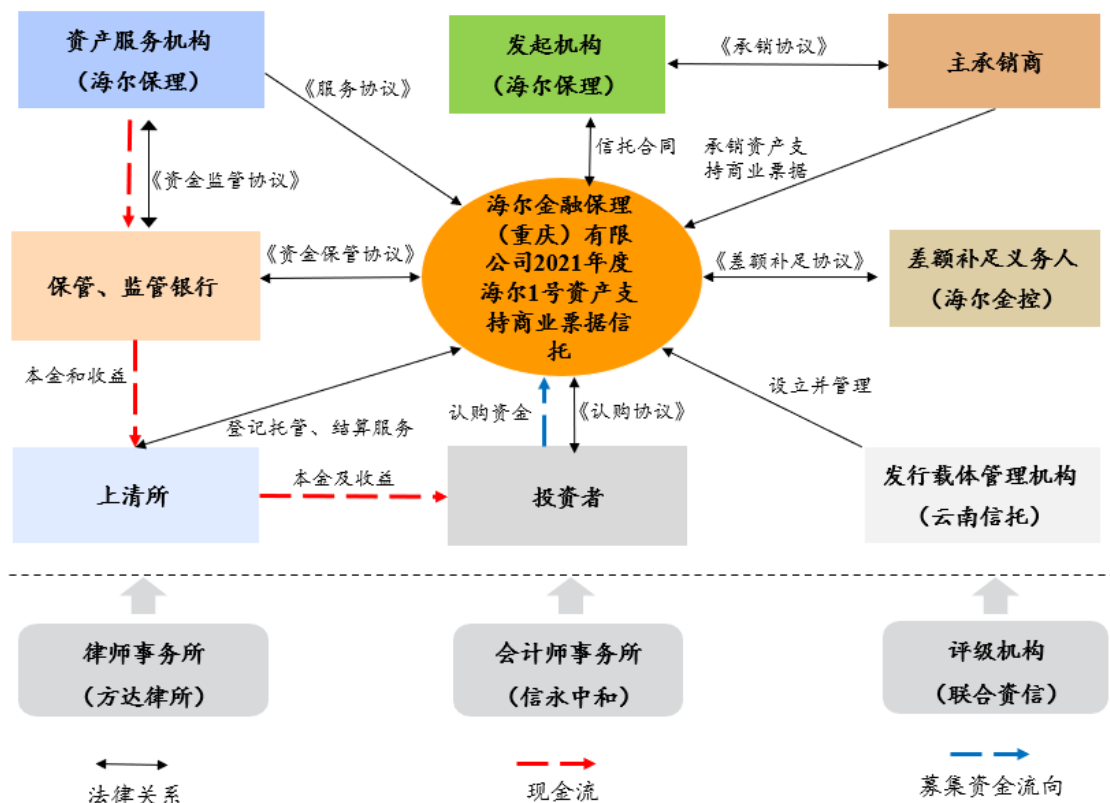 资产服务机构
（海尔保理）
发起机构
（海尔保理）
《承销协议》
主承销商
《服务协议》
信托合同
承销资产支
持商业票据
《资金监管协议》
海尔金融保理
（重庆）有限
公司2021年度
海尔1号资产支
持商业票据信
托
保管、监管银行
《资金保管协议》
《差额补足协议》
差额补足义务人
（海尔金控）
本金和收益
登记托管、结算服务
认购资金
《认购协议》
设立并管理
上清所
本金及收益
投资者
发行载体管理机构
（云南信托）
律师事务所
（方达律所）
会计师事务所
（信永中和）
评级机构
（联合资信）
法律关系
现金流
募集资金流向